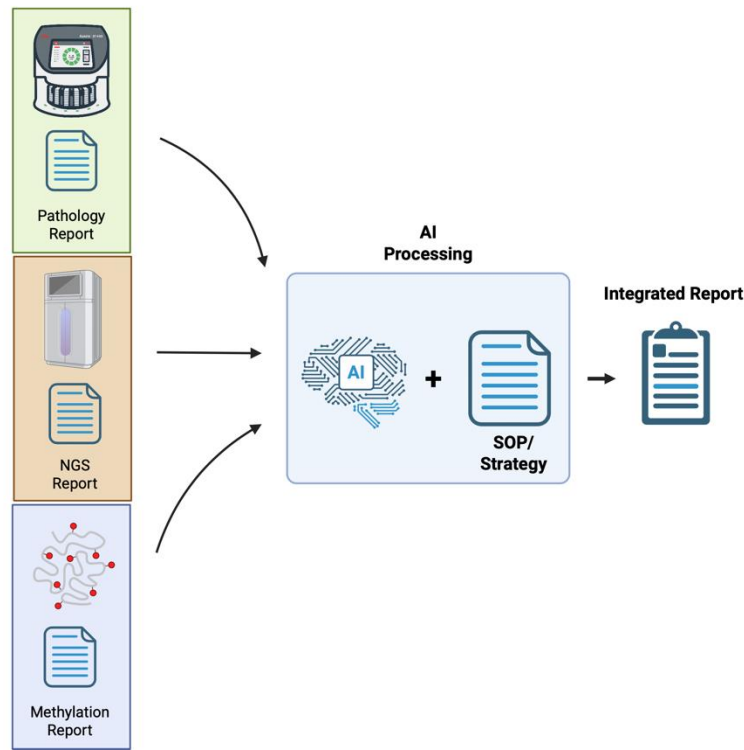 Pathology
Report
NGS
Report
Methylation
Report
AI
Processing
AI
+
SOP/
Strategy
Integrated Report